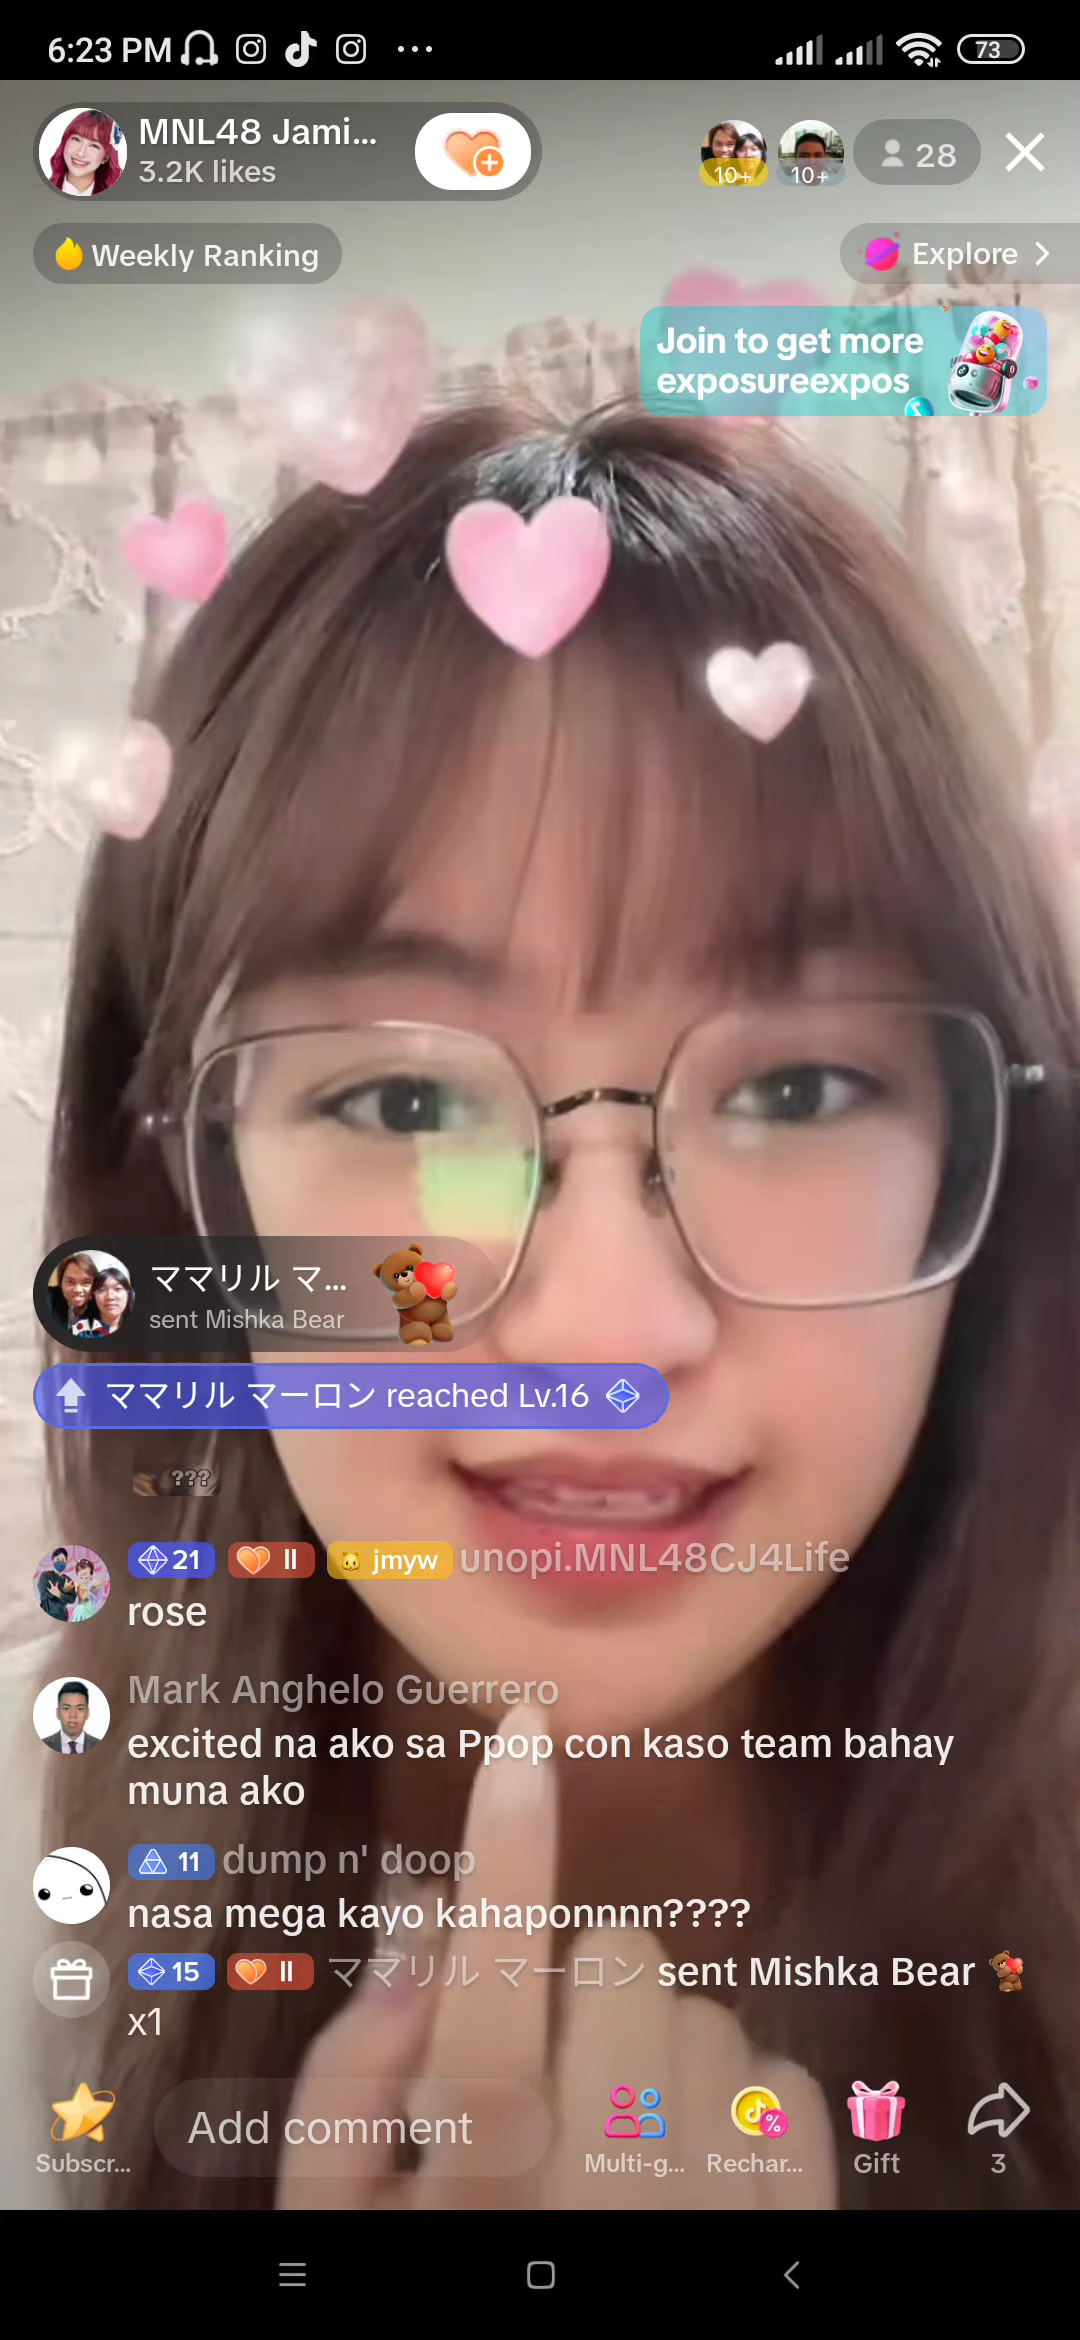 6:23 PM
73
MNL48 Jami...
3.2K likes
10+
10+
28
Weekly Ranking
Explore
Join to get more
exposureexpos
ママリル マ...
sent Mishka Bear
ママリル マーロン reached Lv.16
???
21 II jmyw unopi.MNL48CJ4Life
rose
Mark Anghelo Guerrero
excited na ako sa Ppop con kaso team bahay
muna ako
11 dump n' doop
nasa mega kayo kahaponnnn????
15 II ママリル マーロン sent Mishka Bear
x1
Add comment
Subscr...
Multi-g...
Rechar...
Gift
3